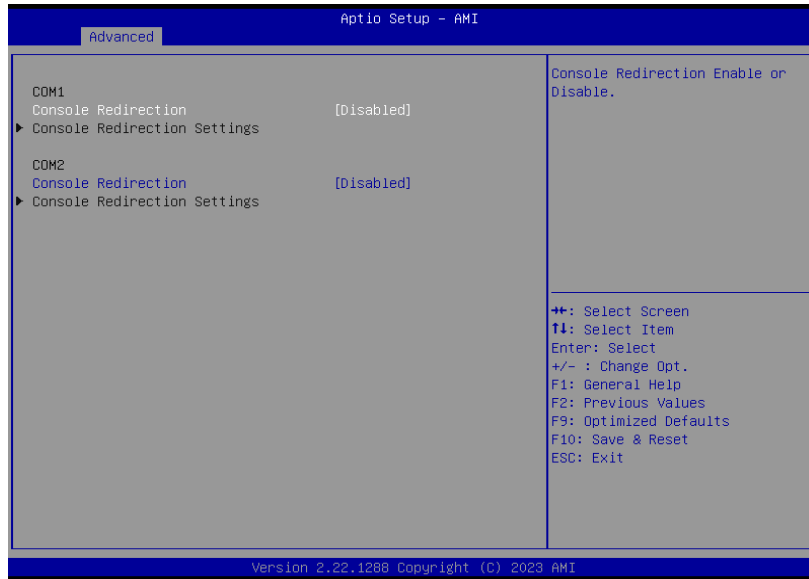 Aptio Setup – AMI
Advanced
COM1
Console Redirection [Disabled]
Console Redirection Settings
COM2
Console Redirection [Disabled]
Console Redirection Settings
Console Redirection Enable or
Disable.
→←: Select Screen
↑↓: Select Item
Enter: Select
+/- : Change Opt.
F1: General Help
F2: Previous Values
F9: Optimized Defaults
F10: Save & Reset
ESC: Exit
Version 2.22.1288 Copyright (C) 2023 AMI